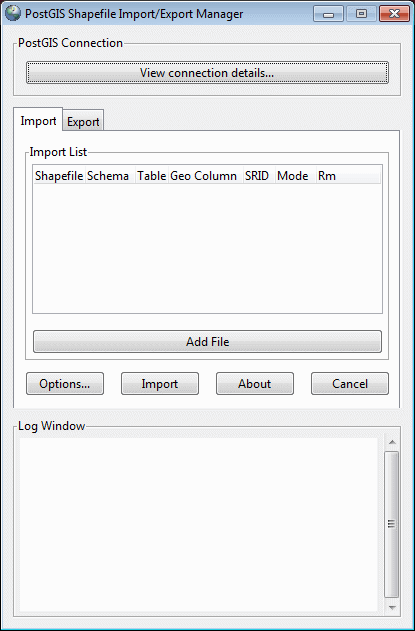 PostGIS Shapefile Import/Export Manager
PostGIS Connection
View connection details...
Import Export
Import List
Shapefile Schema Table Geo Column SRID Mode Rm
Add File
Options... Import About Cancel
Log Window